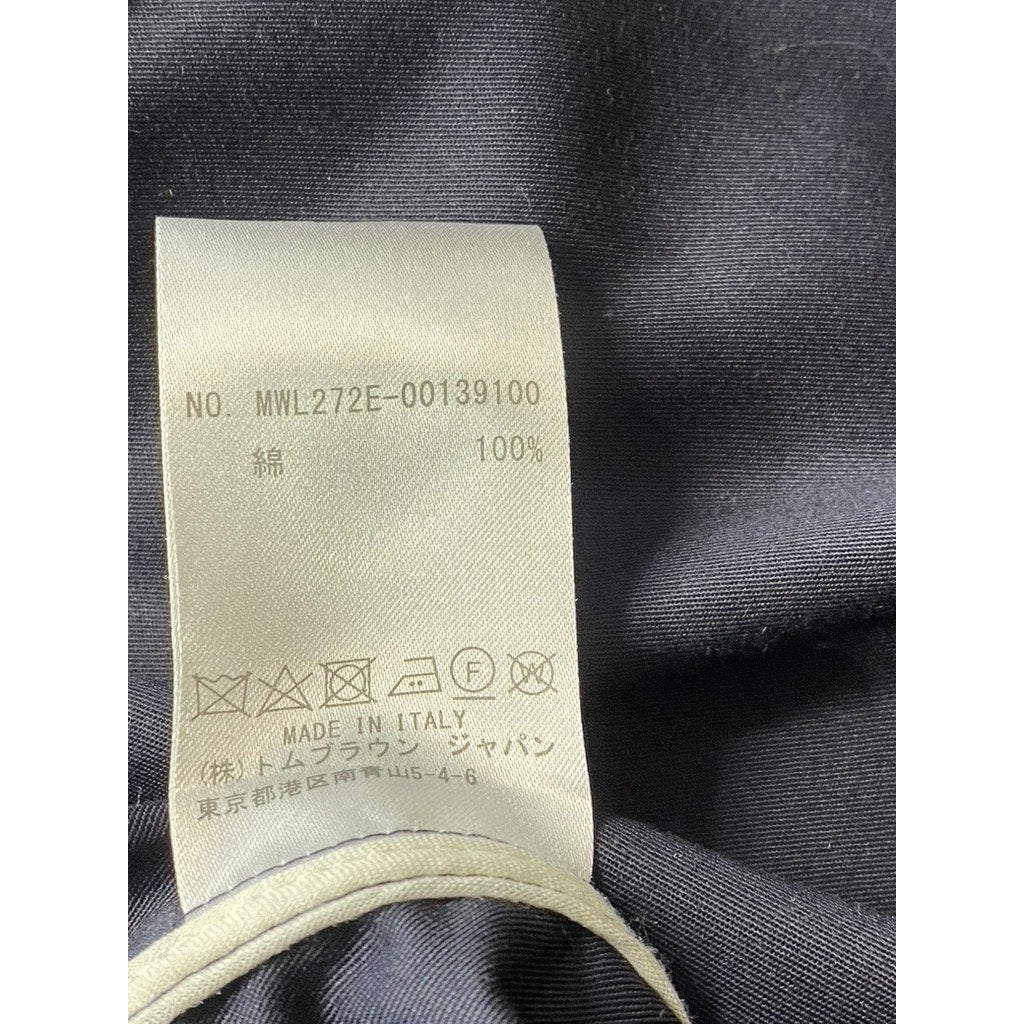 NO. MWL272E-00139100
綿 100%
F W
MADE IN ITALY
(株)トムブラウン ジャパン
東京都港区南青山5-4-6